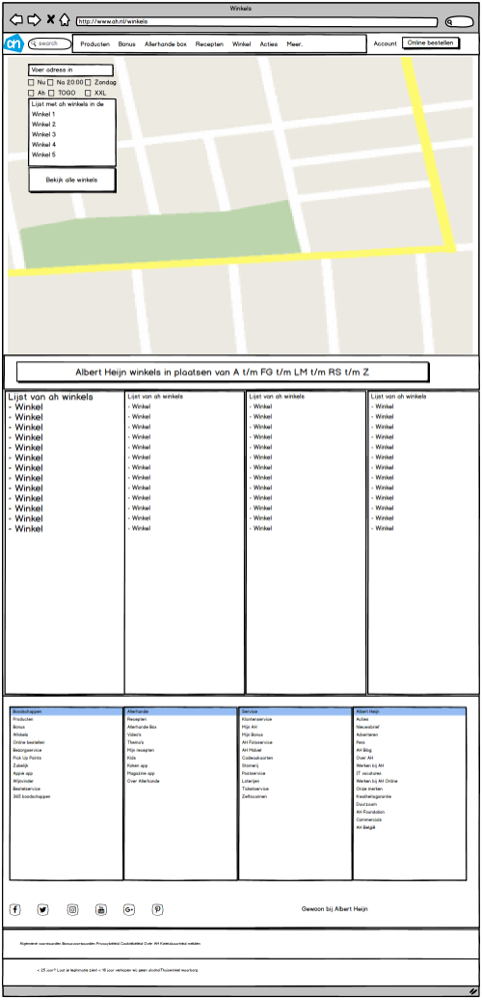 Winkels
http://www.ah.nl/winkels
ah search Producten Bonus Allerhande box Recepten Winkel Acties Meer. Account Online bestellen
Voer adress in
Nu Na 20:00 Zondag
Ah TOGO XXL
Lijst met ah winkels in de
Winkel 1
Winkel 2
Winkel 3
Winkel 4
Winkel 5
Bekijk alle winkels
Albert Heijn winkels in plaatsen van A t/m FG t/m LM t/m RS t/m Z
Lijst van ah winkels
- Winkel
- Winkel
- Winkel
- Winkel
- Winkel
- Winkel
- Winkel
- Winkel
- Winkel
- Winkel
- Winkel
- Winkel
- Winkel
Lijst van ah winkels
- Winkel
- Winkel
- Winkel
- Winkel
- Winkel
- Winkel
- Winkel
- Winkel
- Winkel
- Winkel
- Winkel
- Winkel
- Winkel
Lijst van ah winkels
- Winkel
- Winkel
- Winkel
- Winkel
- Winkel
- Winkel
- Winkel
- Winkel
- Winkel
- Winkel
- Winkel
- Winkel
- Winkel
Lijst van ah winkels
- Winkel
- Winkel
- Winkel
- Winkel
- Winkel
- Winkel
- Winkel
- Winkel
- Winkel
- Winkel
- Winkel
- Winkel
- Winkel
Boodschappen
Producten
Bonus
Winkels
Online bestellen
Bezorgservice
Pick Up Points
Zakelijk
Appie app
Wijnvinder
Bestelservice
365 boodschappen
Allerhande
Recepten
Allerhande Box
Video's
Thema's
Mijn recepten
Kids
Koken app
Magazine app
Over Allerhande
Service
Klantenservice
Mijn AH
Mijn Bonus
AH Fotoservice
AH Mobiel
Cadeaukaarten
Stomerij
Postservice
Loterijen
Ticketservice
Zelfscannen
Albert Heijn
Acties
Nieuwsbrief
Adverteren
Pers
AH Blog
Over AH
Werken bij AH
IT vacatures
Werken bij AH Online
Onze merken
Kwaliteitsgarantie
Duurzaam
AH Foundation
Commercials
AH België
Gewoon bij Albert Heijn
Algemene voorwaarden Bonusvoorwaarden Privacybeleid Cookiebeleid Over AH Kwetsbaarheid melden
< 25 jaar? Laat je legitimatie zien! < 18 jaar verkopen wij geen alcohol Thuiswinkel waarborg